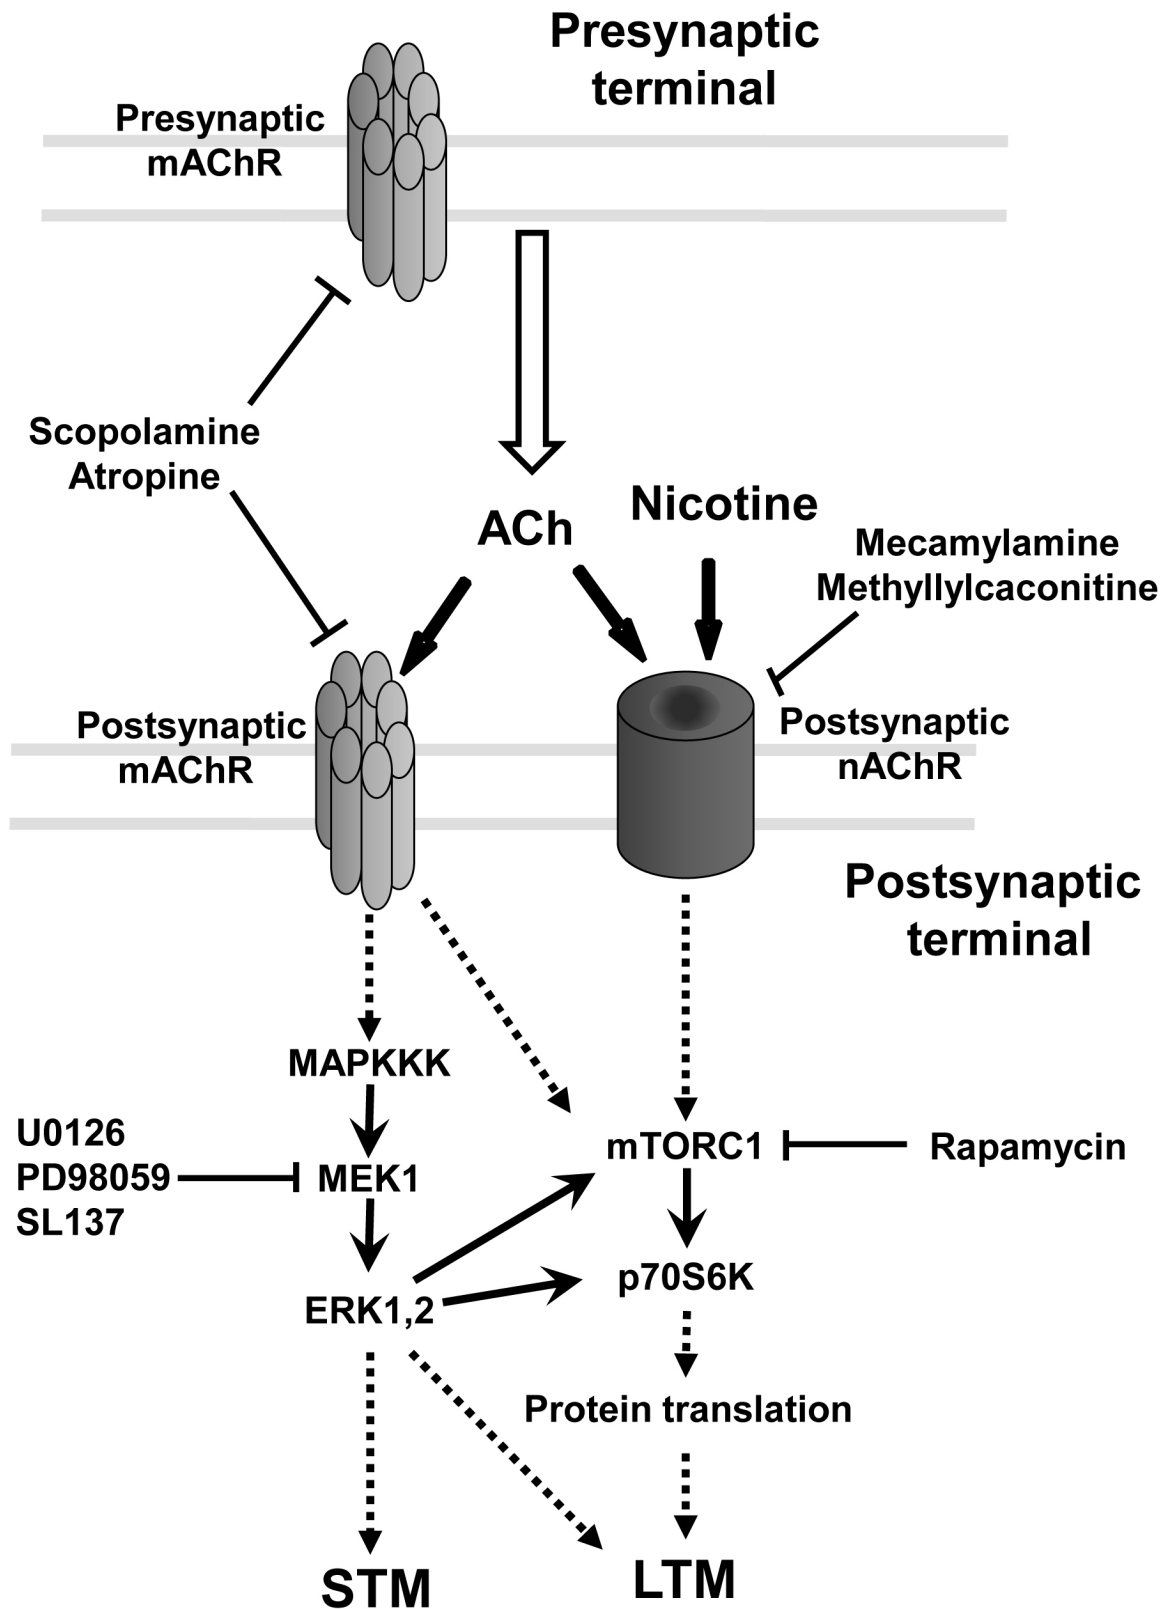 Presynaptic
terminal
Presynaptic
mAChR
Scopolamine
Atropine
ACh
Nicotine
Mecamylamine
Methyllylcaconitine
Postsynaptic
mAChR
Postsynaptic
nAChR
Postsynaptic
terminal
MAPKKK
U0126
PD98059
SL137
MEK1
mTORC1
Rapamycin
ERK1,2
p70S6K
Protein translation
STM
LTM